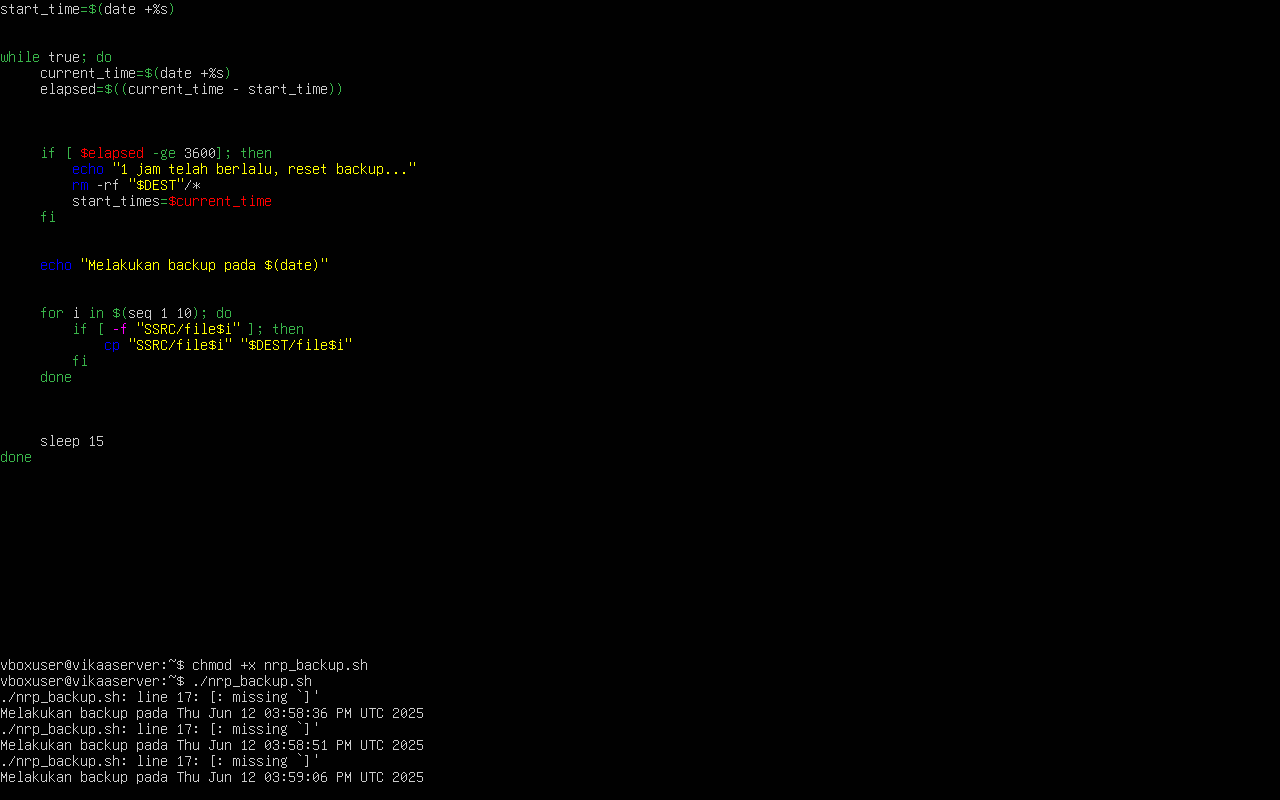 start_time=$(date +%s)
while true; do
     current_time=$(date +%s)
     elapsed=$((current_time - start_time))
     if [ $elapsed -ge 3600]; then
         echo "1 jam telah berlalu, reset backup..."
         rm -rf "$DEST"/*
         start_times=$current_time
     fi
     echo "Melakukan backup pada $(date)"
     for i in $(seq 1 10); do
         if [ -f "SSRC/file$i" ]; then
             cp "SSRC/file$i" "$DEST/file$i"
         fi
     done
     sleep 15
done
vboxuser@vikaaserver:~$ chmod +x nrp_backup.sh
vboxuser@vikaaserver:~$ ./nrp_backup.sh
./nrp_backup.sh: line 17: [: missing `]'
Melakukan backup pada Thu Jun 12 03:58:36 PM UTC 2025
./nrp_backup.sh: line 17: [: missing `]'
Melakukan backup pada Thu Jun 12 03:58:51 PM UTC 2025
./nrp_backup.sh: line 17: [: missing `]'
Melakukan backup pada Thu Jun 12 03:59:06 PM UTC 2025